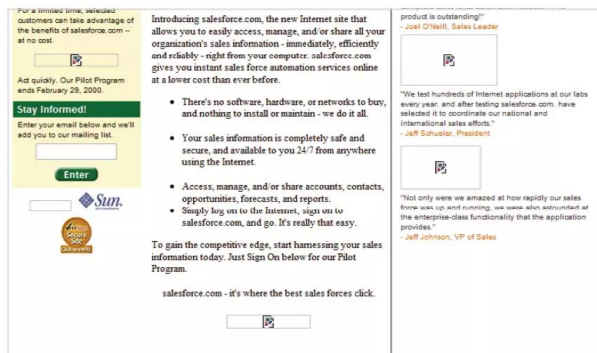 For a limited time, selected
customers can take advantage of
the benefits of salesforce.com --
at no cost.
Act quickly. Our Pilot Program
ends February 29, 2000.
Stay Informed!
Enter your email below and we'll
add you to our mailing list.
Enter
Sun.
Secure
Site
Click to verify
Introducing salesforce.com, the new Internet site that
allows you to easily access, manage, and/or share all your
organization's sales information - immediately, efficiently
and reliably - right from your computer. salesforce.com
gives you instant sales force automation services online
at a lower cost than ever before.
• There's no software, hardware, or networks to buy,
and nothing to install or maintain - we do it all.
• Your sales information is completely safe and
secure, and available to you 24/7 from anywhere
using the Internet.
• Access, manage, and/or share accounts, contacts,
opportunities, forecasts, and reports.
• Simply log on to the Internet, sign on to
salesforce.com, and go. It's really that easy.
To gain the competitive edge, start harnessing your sales
information today. Just Sign On below for our Pilot
Program.
salesforce.com - it's where the best sales forces click.
product is outstanding!"
- Joel O'Neill, Sales Leader
"We test hundreds of Internet applications at our labs
every year. and after testing salesforce.com. have
selected it to coordinate our national and
international sales efforts."
- Jeff Schueler, President
"Not only were we amazed at how rapidly our sales
force was up and running, we were also astounded at
the enterprise-class functionality that the application
provides."
- Jeff Johnson, VP of Sales